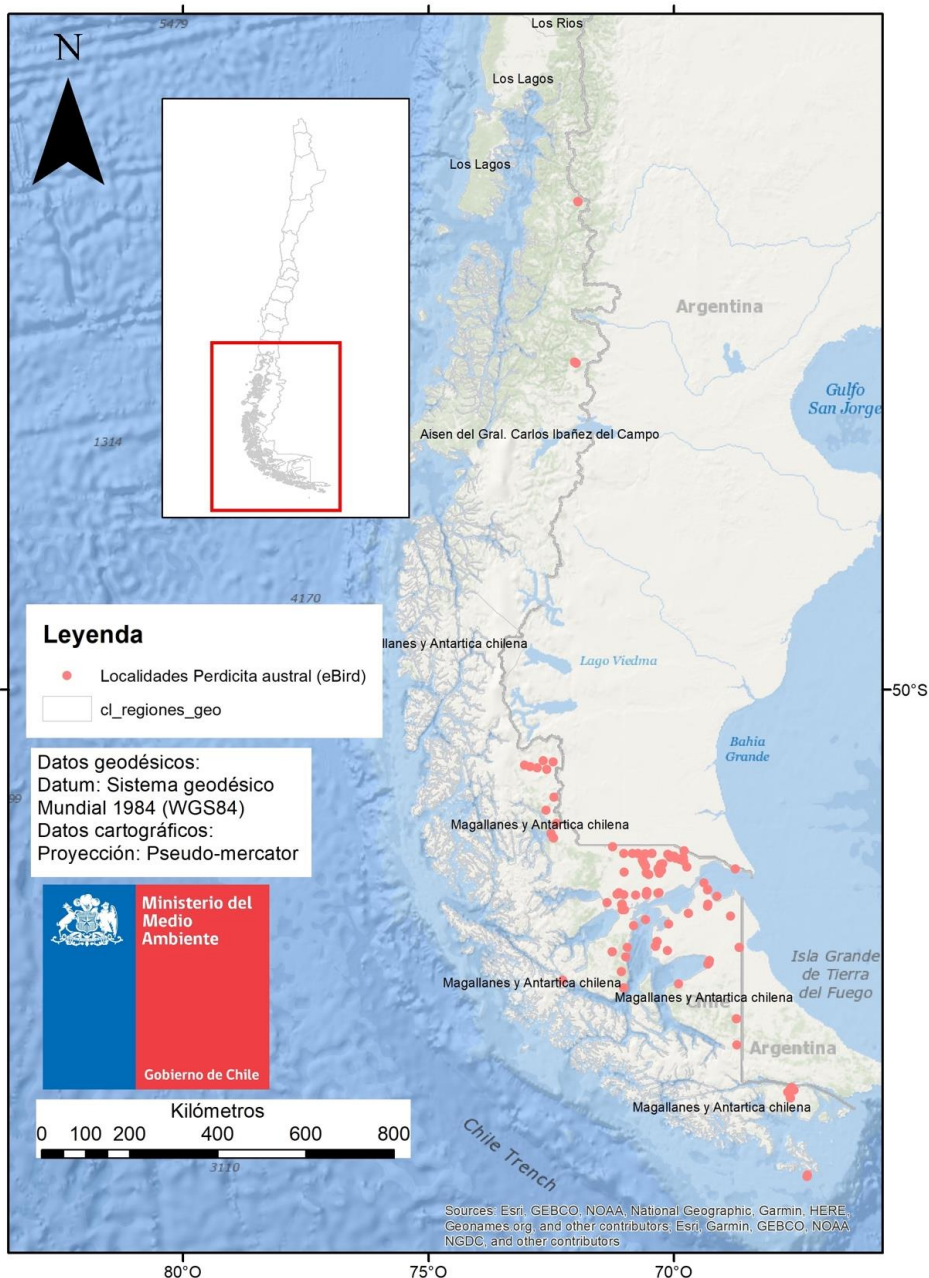 5479
Los Rios
N
Los Lagos
Los Lagos
Argentina
Gulfo
San Jorge
1314
Aisen del Gral. Carlos Ibañez del Campo
4170
Leyenda
Localidades Perdicita austral (eBird)
cl_regiones_geo
llanes y Antartica chilena
Lago Viedma
50°S
Bahia
Grande
Datos geodésicos:
Datum: Sistema geodésico
Mundial 1984 (WGS84)
Datos cartográficos:
Proyección: Pseudo-mercator
99
Magallanes y Antartica chilena
Ministerio del
Medio
Ambiente
Gobierno de Chile
Isla Grande
de Tierra
del Fuego
Magallanes y Antartica chilena
Magallanes y Antartica chilena
Chile
Argentina
Magallanes y Antartica chilena
Kilómetros
0 100 200 400 600 800
3110
Chile Trench
Sources: Esri, GEBCO, NOAA, National Geographic, Garmin, HERE,
Geonames.org, and other contributors, Esri, Garmin, GEBCO, NOAA
NGDC, and other contributors
80°O
75°O
70°O